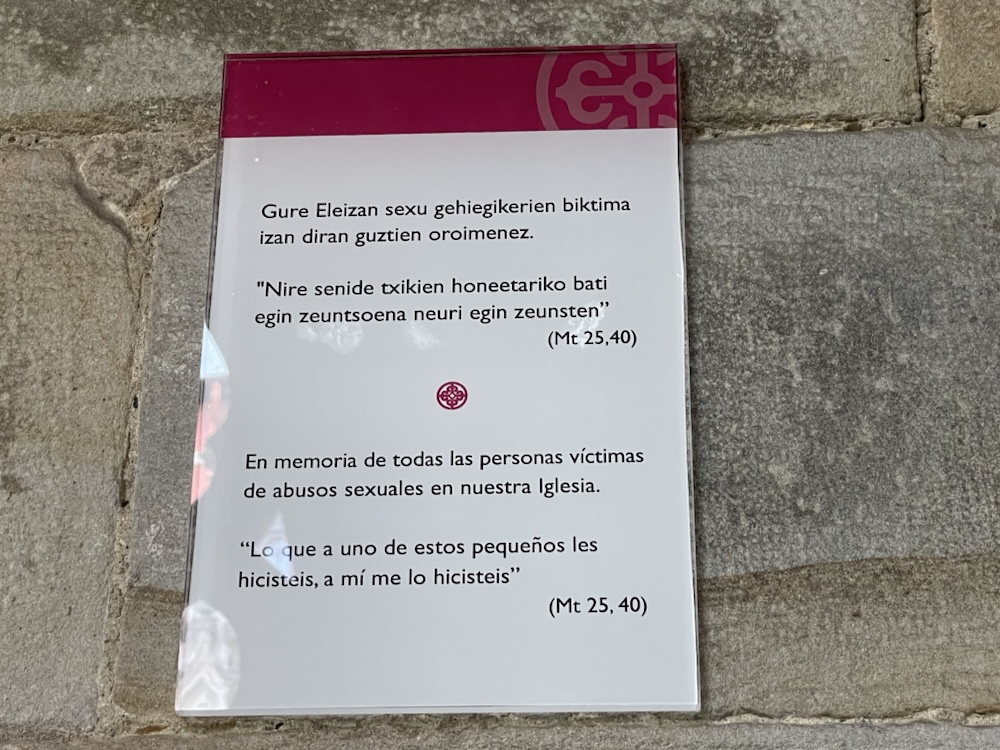 Gure Eleizan sexu gehiegikerien biktima
izan diran guztien oroimenez.
"Nire senide txikien honeetariko bati
egin zeuntsoena neuri egin zeunsten”
(Mt 25,40)
En memoria de todas las personas víctimas
de abusos sexuales en nuestra Iglesia.
“Lo que a uno de estos pequeños les
hicisteis, a mí me lo hicisteis”
(Mt 25, 40)